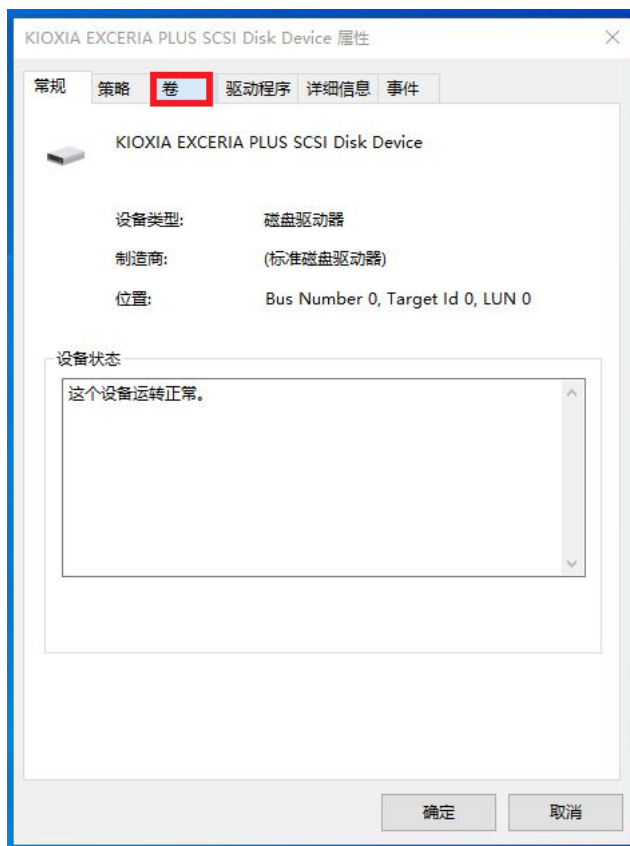 KIOXIA EXCERIA PLUS SCSI Disk Device 属性
常规 策略 卷 驱动程序 详细信息 事件
KIOXIA EXCERIA PLUS SCSI Disk Device
设备类型: 磁盘驱动器
制造商: (标准磁盘驱动器)
位置: Bus Number 0, Target Id 0, LUN 0
设备状态
这个设备运转正常。
确定 取消